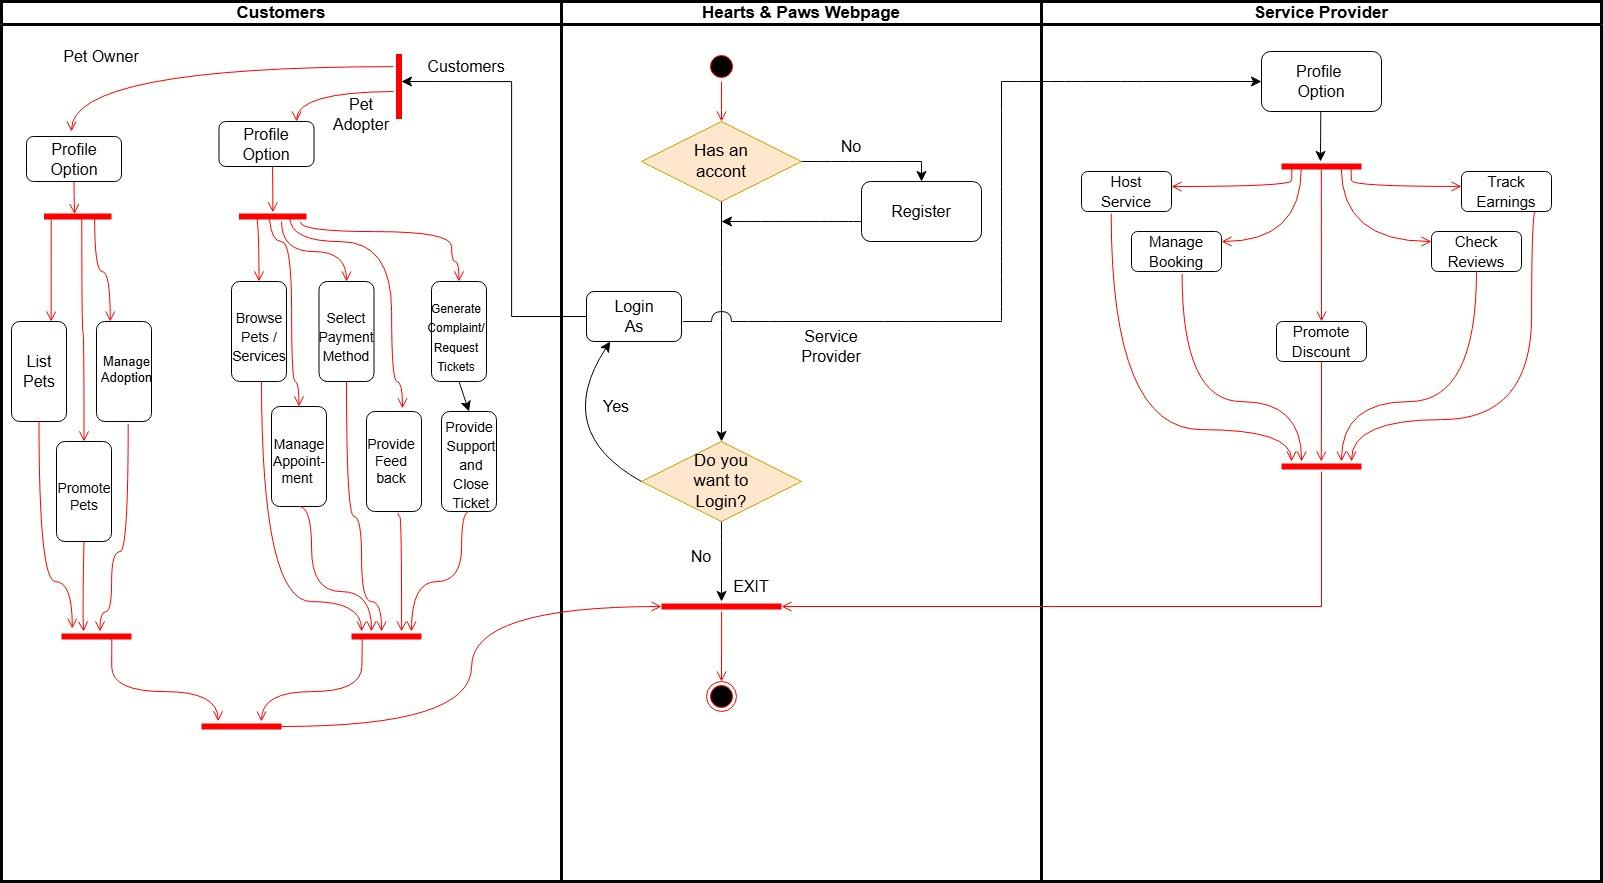 Customers
Hearts & Paws Webpage
Service Provider
Pet Owner
Customers
Pet
Adopter
Profile
Option
Profile
Option
List
Pets
Manage
Adoption
Promote
Pets
Browse
Pets /
Services
Select
Payment
Method
Generate
Complaint/
Request
Tickets
Manage
Appoint-
ment
Provide
Feed
back
Provide
Support
and
Close
Ticket
Has an
accont
No
Register
Login
As
Service
Provider
Yes
Do you
want to
Login?
No
EXIT
Profile
Option
Host
Service
Track
Earnings
Manage
Booking
Check
Reviews
Promote
Discount